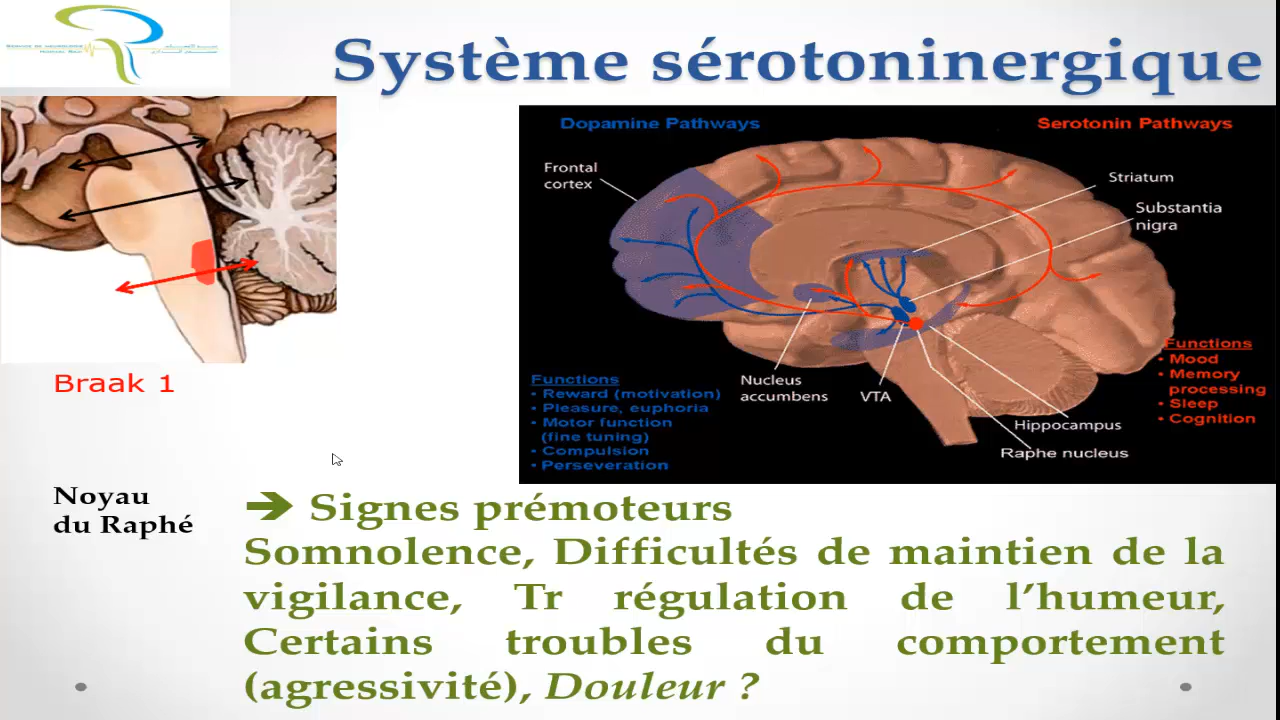 Système sérotoninergique
Dopamine Pathways
Serotonin Pathways
Frontal
cortex
Striatum
Substantia
nigra
Functions
• Mood
• Memory
processing
• Sleep
• Cognition
Functions
• Reward (motivation)
• Pleasure, euphoria
• Motor function
(fine tuning)
• Compulsion
• Perseveration
Nucleus
accumbens
VTA
Hippocampus
Raphe nucleus
Braak 1
Noyau
du Raphé
➔ Signes prémoteurs
Somnolence, Difficultés de maintien de la
vigilance, Tr régulation de l’humeur,
Certains troubles du comportement
(agressivité), Douleur ?